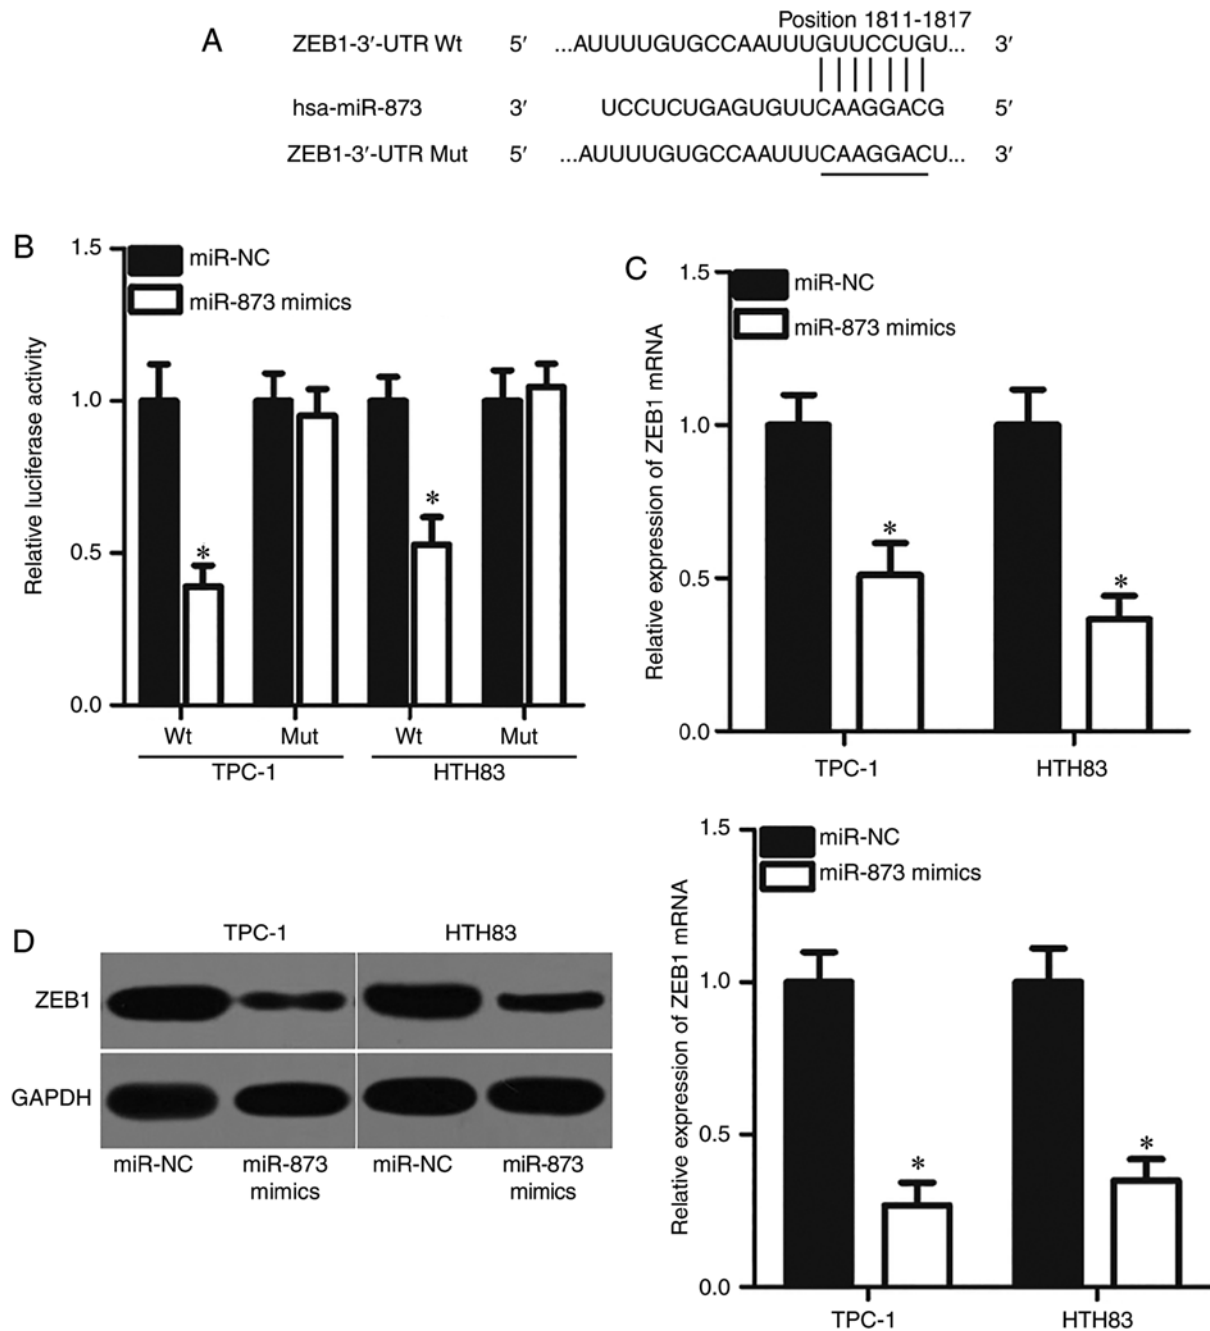 A
Position 1811-1817
ZEB1-3′-UTR Wt 5′ ...AUUUUGUGCCAAUUUGUUCCUGU... 3′
hsa-miR-873 3′ UCCUCUGAGUGUUCAAGGACG 5′
ZEB1-3′-UTR Mut 5′ ...AUUUUGUGCCAAUUUCAAGGACU... 3′
B
miR-NC
miR-873 mimics
Relative luciferase activity
1.5
1.0
0.5
0.0
*
*
Wt Mut Wt Mut
TPC-1 HTH83
C
miR-NC
miR-873 mimics
Relative expression of ZEB1 mRNA
1.5
1.0
0.5
0.0
*
*
TPC-1 HTH83
D
TPC-1 HTH83
ZEB1
GAPDH
miR-NC miR-873 mimics miR-NC miR-873 mimics
miR-NC
miR-873 mimics
Relative expression of ZEB1 mRNA
1.5
1.0
0.5
0.0
*
*
TPC-1 HTH83